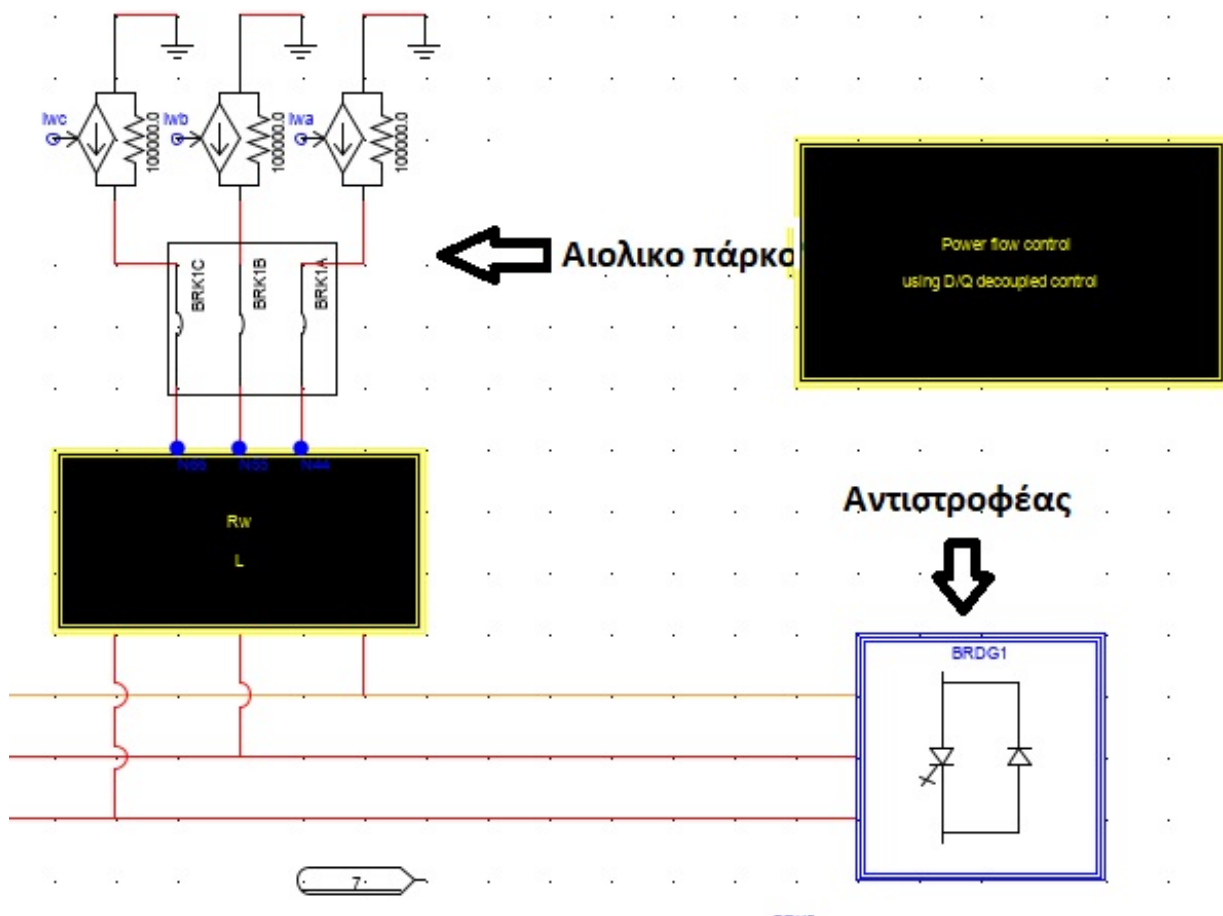 Iwc
Iwb
Iwa
100000.0
100000.0
100000.0
BRK1C
BRK1B
BRK1A
Αιολικο πάρκο
Power flow control
using D/Q decoupled control
N66
N55
N44
Rw
L
Αντιστροφέας
BRDG1
7